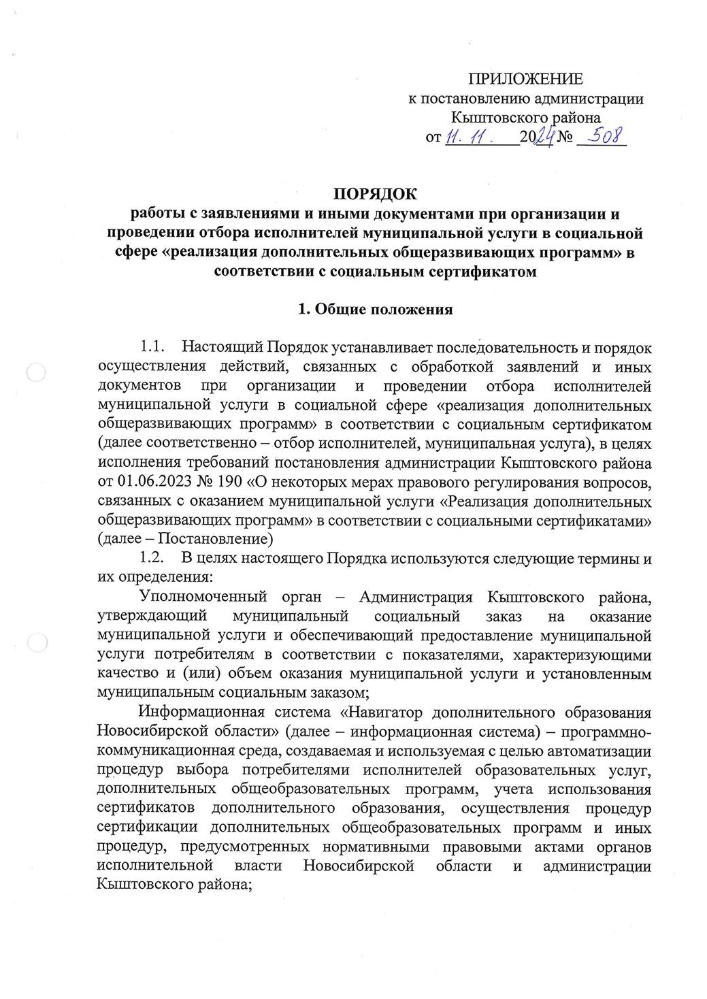 ПРИЛОЖЕНИЕ
к постановлению администрации
Кыштовского района
от 11.11. 2024 № 508
ПОРЯДОК
работы с заявлениями и иными документами при организации и
проведении отбора исполнителей муниципальной услуги в социальной
сфере «реализация дополнительных общеразвивающих программ» в
соответствии с социальным сертификатом
1. Общие положения
1.1. Настоящий Порядок устанавливает последовательность и порядок
осуществления действий, связанных с обработкой заявлений и иных
документов при организации и проведении отбора исполнителей
муниципальной услуги в социальной сфере «реализация дополнительных
общеразвивающих программ» в соответствии с социальным сертификатом
(далее соответственно – отбор исполнителей, муниципальная услуга), в целях
исполнения требований постановления администрации Кыштовского района
от 01.06.2023 № 190 «О некоторых мерах правового регулирования вопросов,
связанных с оказанием муниципальной услуги «Реализация дополнительных
общеразвивающих программ» в соответствии с социальными сертификатами»
(далее – Постановление)
1.2. В целях настоящего Порядка используются следующие термины и
их определения:
Уполномоченный орган – Администрация Кыштовского района,
утверждающий муниципальный социальный заказ на оказание
муниципальной услуги и обеспечивающий предоставление муниципальной
услуги потребителям в соответствии с показателями, характеризующими
качество и (или) объем оказания муниципальной услуги и установленным
муниципальным социальным заказом;
Информационная система «Навигатор дополнительного образования
Новосибирской области» (далее – информационная система) – программно-
коммуникационная среда, создаваемая и используемая с целью автоматизации
процедур выбора потребителями исполнителей образовательных услуг,
дополнительных общеобразовательных программ, учета использования
сертификатов дополнительного образования, осуществления процедур
сертификации дополнительных общеобразовательных программ и иных
процедур, предусмотренных нормативными правовыми актами органов
исполнительной власти Новосибирской области и администрации
Кыштовского района;